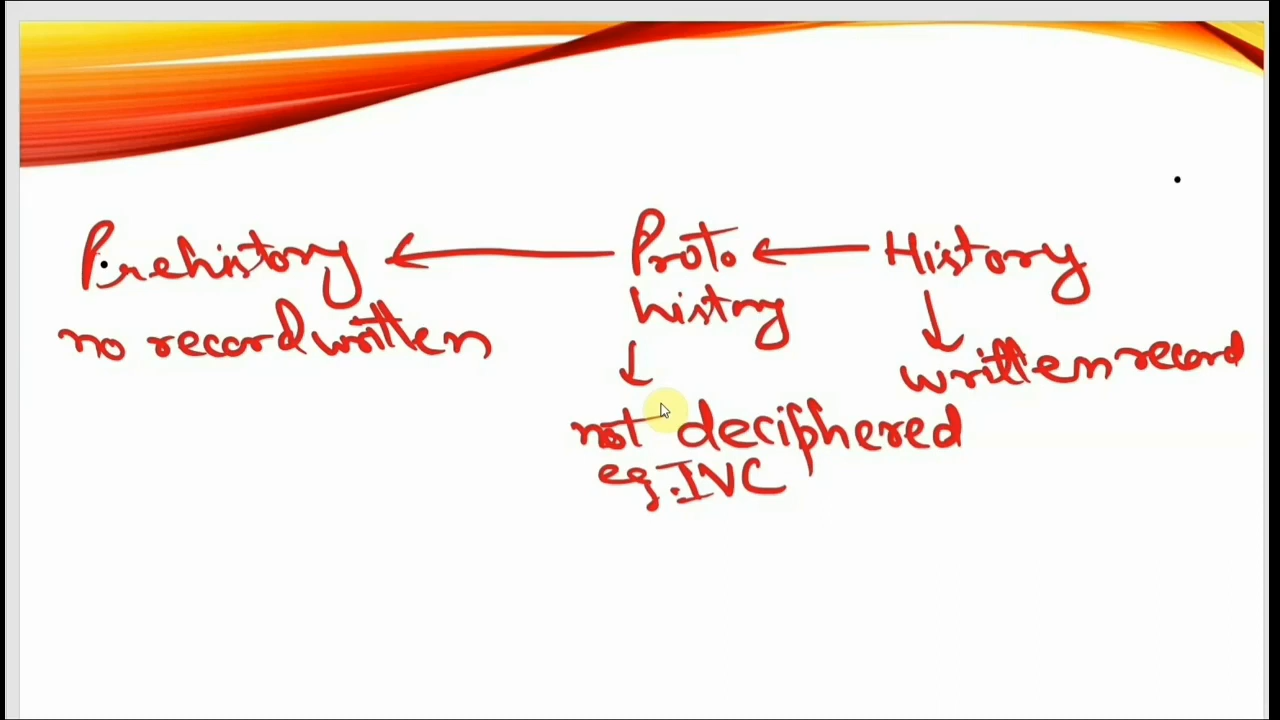 Prehistory
no record written
Proto
history
not deciphered
eg. IVC
History
written record